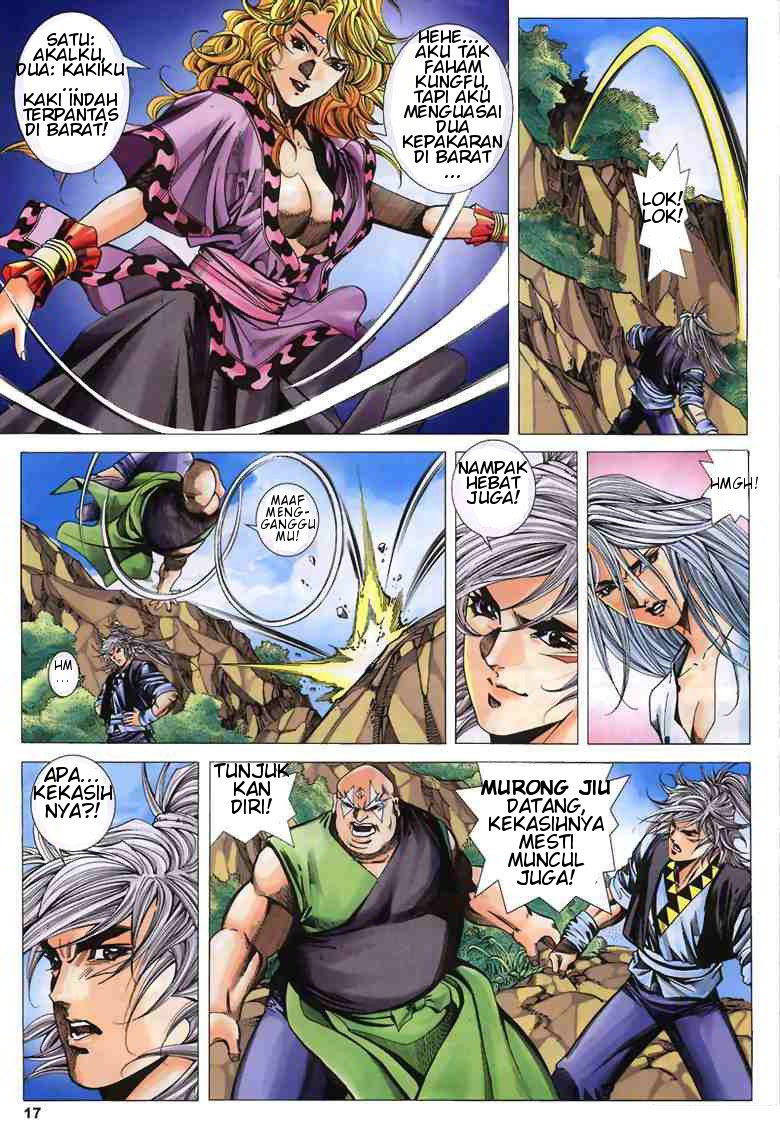 SATU:
AKALKU,
DUA: KAKIKU
...
KAKI INDAH
TERPANTAS
DI BARAT!
HEHE...
AKU TAK
FAHAM
KUNGFU,
TAPI AKU
MENGUASAI
DUA
KEPAKARAN
DI BARAT
...
LOK!
LOK!
MAAF
MENG-
GANGGU
MU!
HM
...
NAMPAK
HEBAT
JUGA!
HMGH!
APA...
KEKASIH
NYA?!
TUNJUK
KAN
DIRI!
MURONG JIU
DATANG,
KEKASIHNYA
MESTI
MUNCUL
JUGA!
17